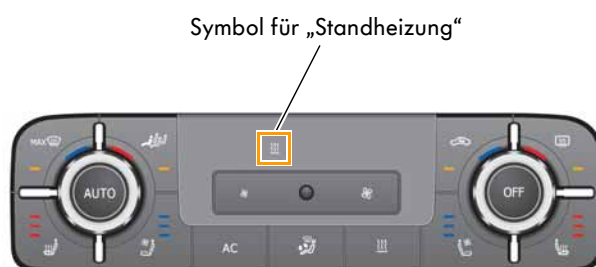 Symbol für „Standheizung“
MAX
AUTO
OFF
AC